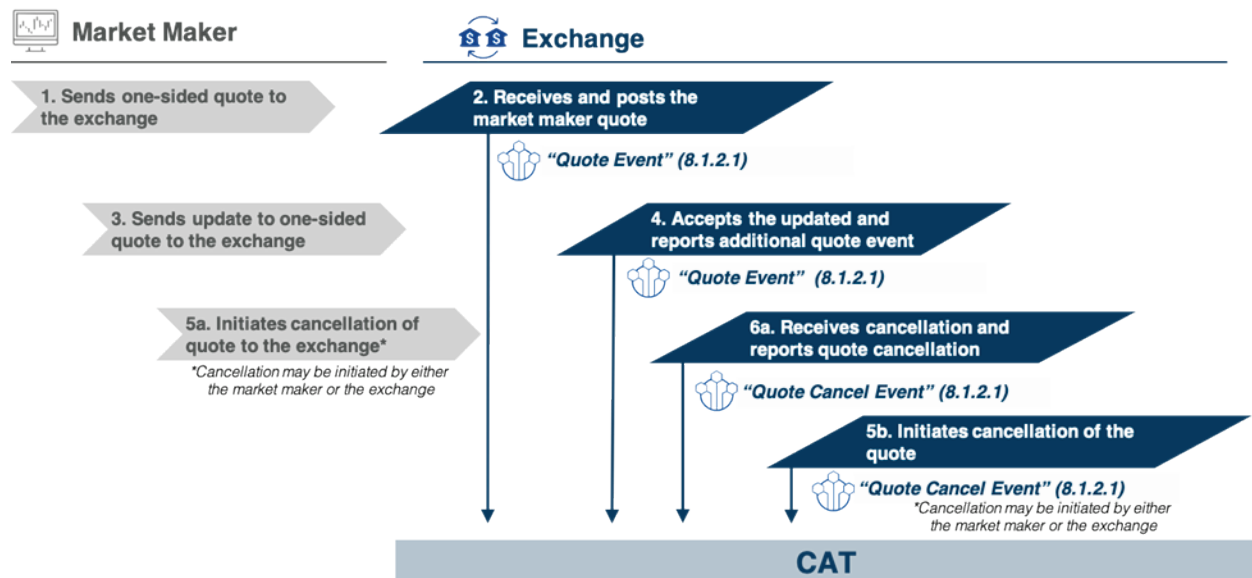 Market Maker
Exchange
1. Sends one-sided quote to
the exchange
2. Receives and posts the
market maker quote
"Quote Event" (8.1.2.1)
3. Sends update to one-sided
quote to the exchange
4. Accepts the updated and
reports additional quote event
"Quote Event" (8.1.2.1)
5a. Initiates cancellation of
quote to the exchange*
*Cancellation may be initiated by either
the market maker or the exchange
6a. Receives cancellation and
reports quote cancellation
"Quote Cancel Event" (8.1.2.1)
5b. Initiates cancellation of the
quote
"Quote Cancel Event" (8.1.2.1)
*Cancellation may be initiated by either
the market maker or the exchange
CAT